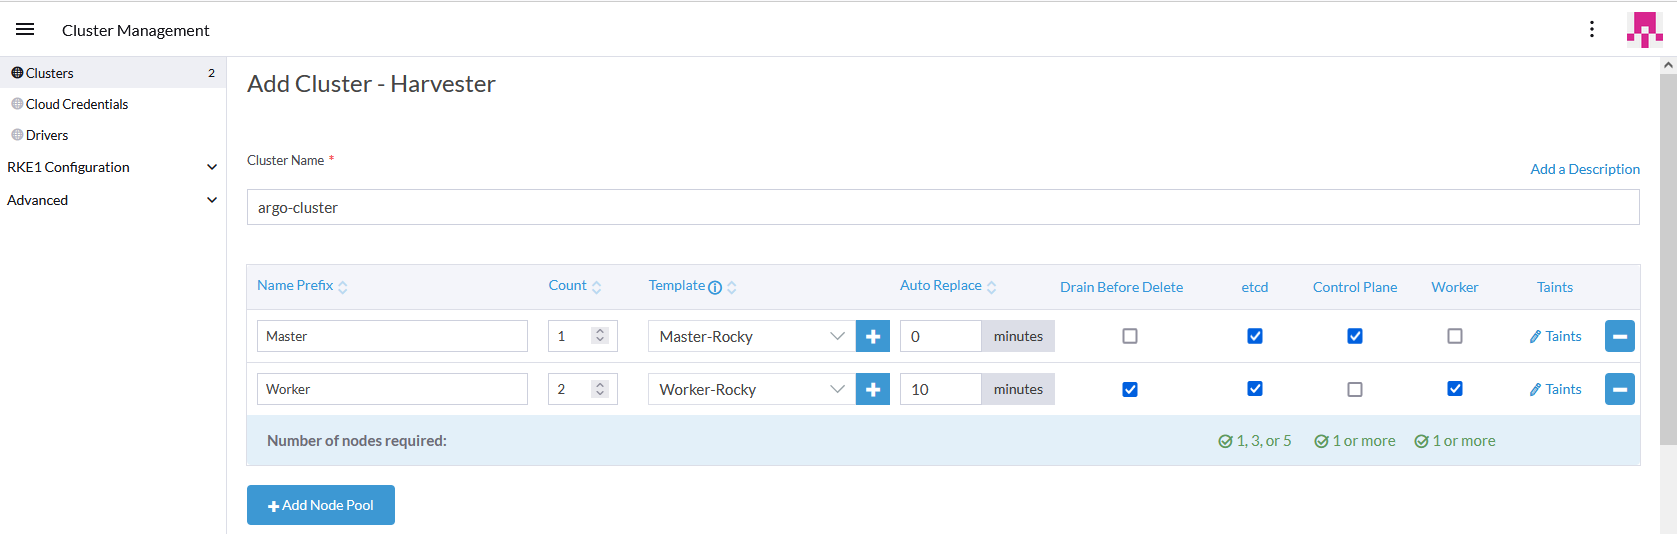 Cluster Management
Clusters 2
Cloud Credentials
Drivers
RKE1 Configuration
Advanced
Add Cluster - Harvester
Cluster Name *
Add a Description
argo-cluster
Name Prefix Count Template Auto Replace Drain Before Delete etcd Control Plane Worker Taints
Master 1 Master-Rocky 0 minutes Taints
Worker 2 Worker-Rocky 10 minutes Taints
Number of nodes required: 1, 3, or 5 1 or more 1 or more
Add Node Pool